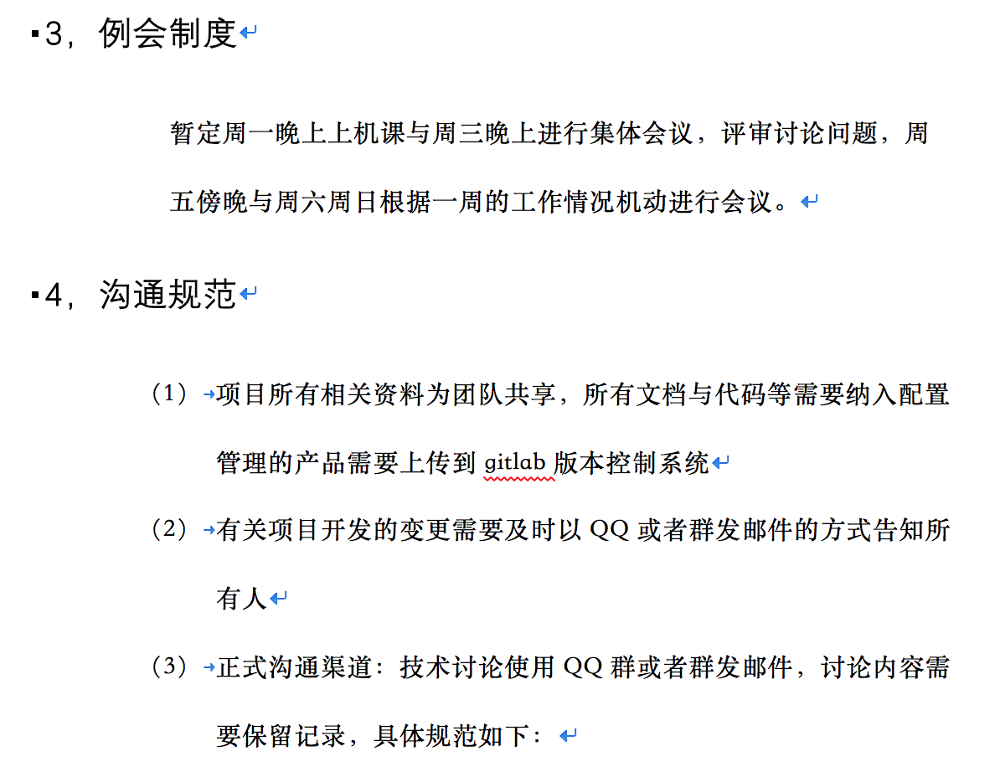 3，例会制度
暂定周一晚上上机课与周三晚上进行集体会议，评审讨论问题，周
五傍晚与周六周日根据一周的工作情况机动进行会议。
4，沟通规范
（1）项目所有相关资料为团队共享，所有文档与代码等需要纳入配置
管理的产品需要上传到 gitlab 版本控制系统
（2）有关项目开发的变更需要及时以 QQ 或者群发邮件的方式告知所
有人
（3）正式沟通渠道：技术讨论使用 QQ 群或者群发邮件，讨论内容需
要保留记录，具体规范如下：